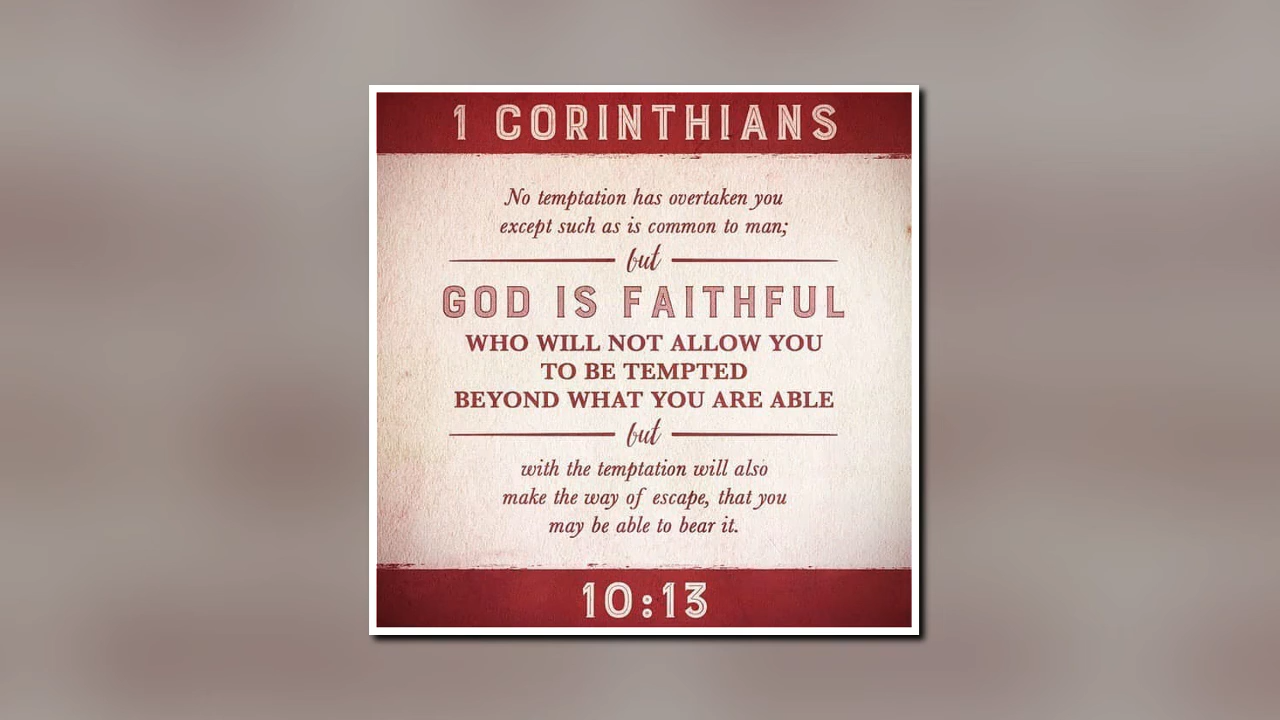 1 CORINTHIANS
No temptation has overtaken you
except such as is common to man;
but
GOD IS FAITHFUL
WHO WILL NOT ALLOW YOU
TO BE TEMPTED
BEYOND WHAT YOU ARE ABLE
but
with the temptation will also
make the way of escape, that you
may be able to bear it.
10:13